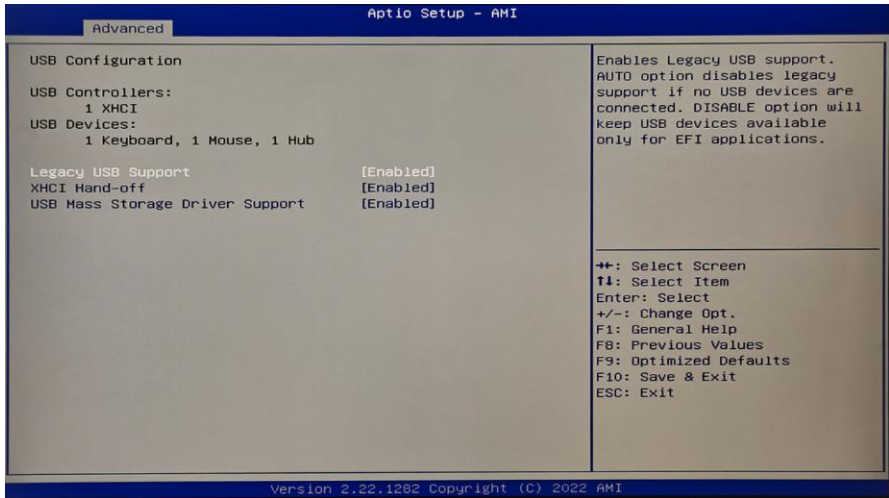 Aptio Setup – AMI
Advanced
USB Configuration
USB Controllers:
1 XHCI
USB Devices:
1 Keyboard, 1 Mouse, 1 Hub
Legacy USB Support [Enabled]
XHCI Hand-off [Enabled]
USB Mass Storage Driver Support [Enabled]
Enables Legacy USB support.
AUTO option disables legacy
support if no USB devices are
connected. DISABLE option will
keep USB devices available
only for EFI applications.
→←: Select Screen
↑↓: Select Item
Enter: Select
+/-: Change Opt.
F1: General Help
F8: Previous Values
F9: Optimized Defaults
F10: Save & Exit
ESC: Exit
Version 2.22.1282 Copyright (C) 2022 AMI